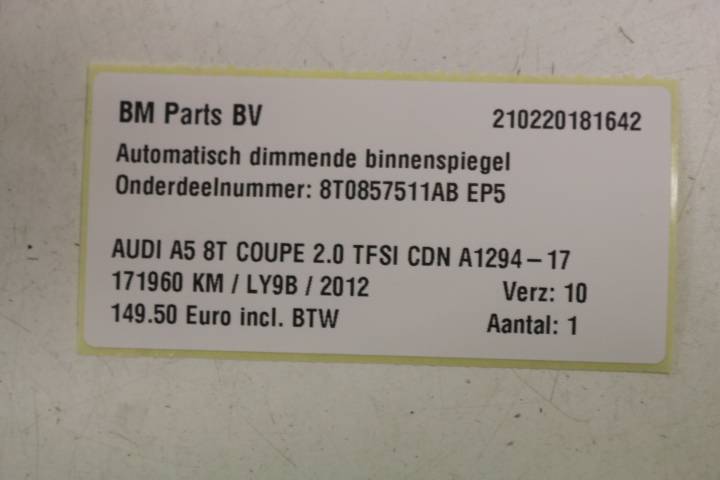 BM Parts BV 210220181642
Automatisch dimmende binnenspiegel
Onderdeelnummer: 8T0857511AB EP5
AUDI A5 8T COUPE 2.0 TFSI CDN A1294-17
171960 KM / LY9B / 2012 Verz: 10
149.50 Euro incl. BTW Aantal: 1